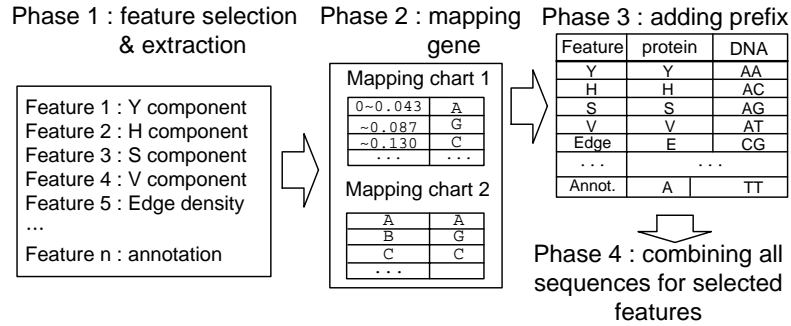 Phase 1 : feature selection
& extraction
Feature 1 : Y component
Feature 2 : H component
Feature 3 : S component
Feature 4 : V component
Feature 5 : Edge density
...
Feature n : annotation
Phase 2 : mapping
gene
Mapping chart 1
0~0.043 A
~0.087 G
~0.130 C
... ...
Mapping chart 2
A A
B G
C C
...
Phase 3 : adding prefix
Feature protein DNA
Y Y AA
H H AC
S S AG
V V AT
Edge E CG
... ...
Annot. A TT
Phase 4 : combining all
sequences for selected
features